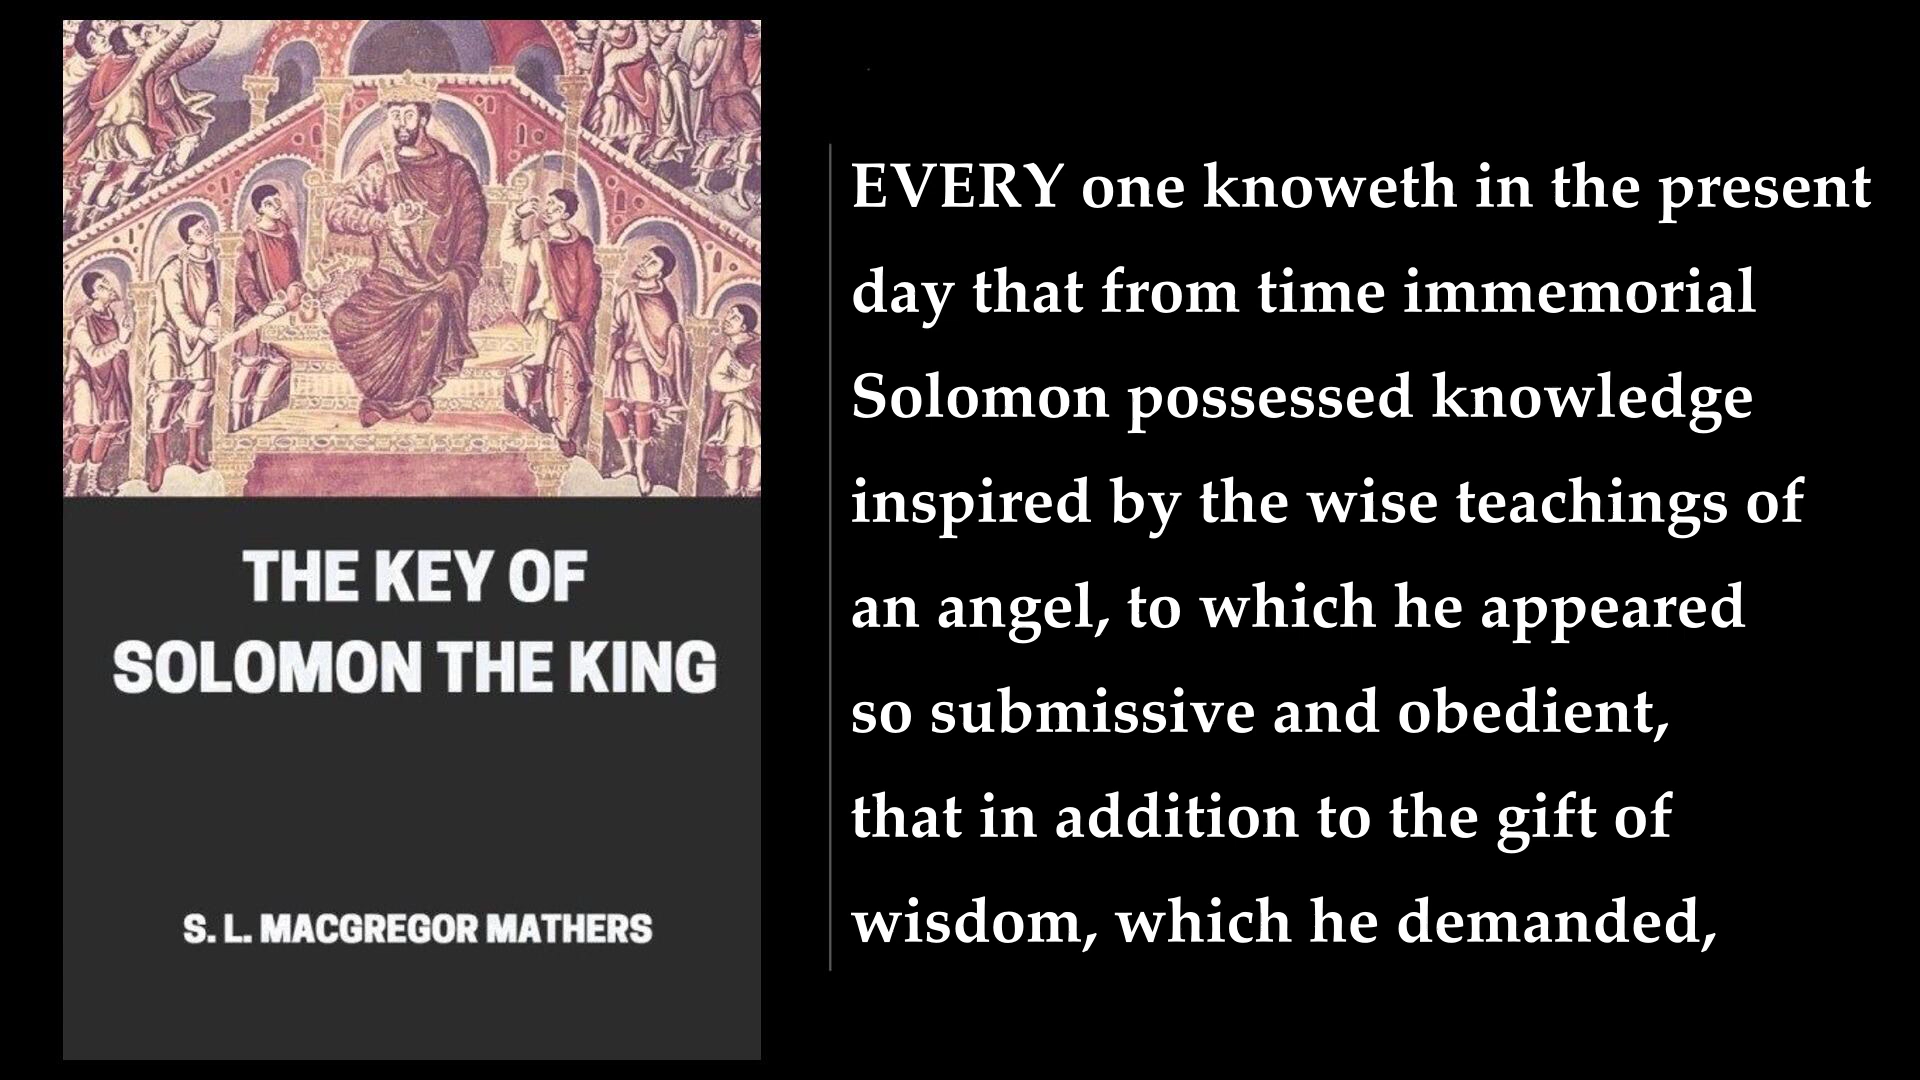 THE KEY OF
SOLOMON THE KING
S. L. MACGREGOR MATHERS
EVERY one knoweth in the present
day that from time immemorial
Solomon possessed knowledge
inspired by the wise teachings of
an angel, to which he appeared
so submissive and obedient,
that in addition to the gift of
wisdom, which he demanded,